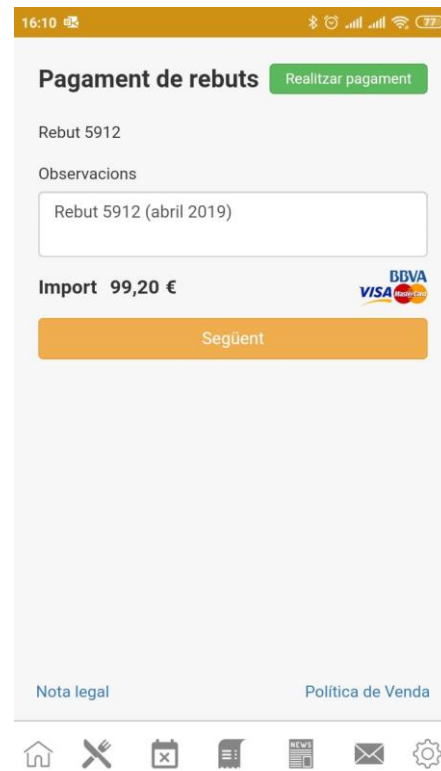 16:10
77
Pagament de rebuts
Realitzar pagament
Rebut 5912
Observacions
Rebut 5912 (abril 2019)
Import 99,20 €
BBVA
VISA MasterCard
Següent
Nota legal
Política de Venda
NEWS